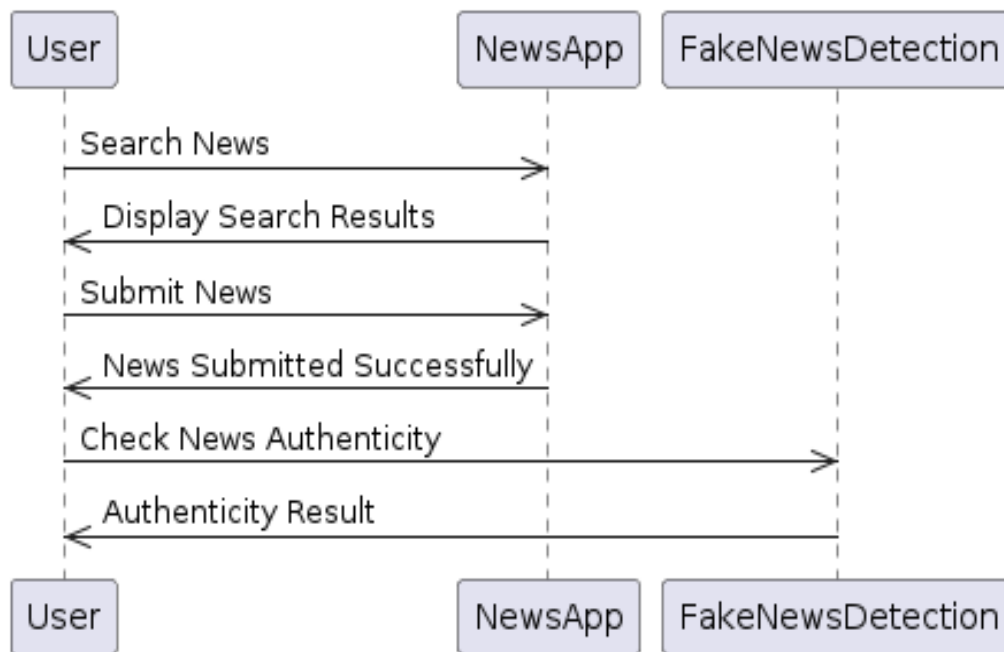 User NewsApp FakeNewsDetection
Search News
Display Search Results
Submit News
News Submitted Successfully
Check News Authenticity
Authenticity Result
User NewsApp FakeNewsDetection